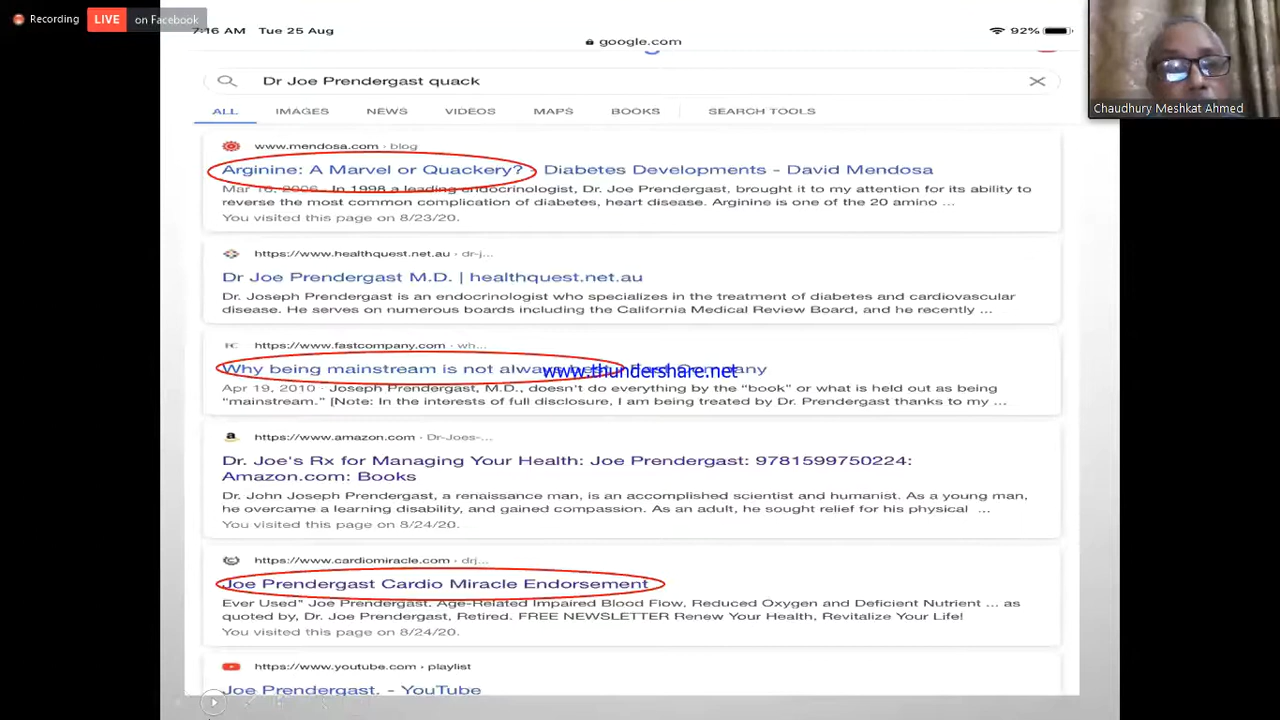 Recording LIVE on Facebook
7:16 AM Tue 25 Aug
92%
google.com
Dr Joe Prendergast quack
ALL IMAGES NEWS VIDEOS MAPS BOOKS SEARCH TOOLS
Chaudhury Meshkat Ahmed
www.mendosa.com › blog
Arginine: A Marvel or Quackery? - Diabetes Developments - David Mendosa
Mar 10, 2006 · In 1998 a leading endocrinologist, Dr. Joe Prendergast, brought it to my attention for its ability to
reverse the most common complication of diabetes, heart disease. Arginine is one of the 20 amino ...
You visited this page on 8/23/20.
https://www.healthquest.net.au › dr-j...
Dr Joe Prendergast M.D. | healthquest.net.au
Dr. Joseph Prendergast is an endocrinologist who specializes in the treatment of diabetes and cardiovascular
disease. He serves on numerous boards including the California Medical Review Board, and he recently ...
https://www.fastcompany.com › wh...
Why being mainstream is not always
www.thundershare.net
Apr 19, 2010 · Joseph Prendergast, M.D., doesn't do everything by the “book” or what is held out as being
“mainstream.” [Note: In the interests of full disclosure, I am being treated by Dr. Prendergast thanks to my ...
https://www.amazon.com › Dr-Joes-...
Dr. Joe's Rx for Managing Your Health: Joe Prendergast: 9781599750224:
Amazon.com: Books
Dr. John Joseph Prendergast, a renaissance man, is an accomplished scientist and humanist. As a young man,
he overcame a learning disability, and gained compassion. As an adult, he sought relief for his physical ...
You visited this page on 8/24/20.
https://www.cardiomiracle.com › drj...
Joe Prendergast Cardio Miracle Endorsement
Ever Used" Joe Prendergast. Age-Related Impaired Blood Flow, Reduced Oxygen and Deficient Nutrient ... as
quoted by, Dr. Joe Prendergast, Retired. FREE NEWSLETTER Renew Your Health, Revitalize Your Life!
You visited this page on 8/24/20.
https://www.youtube.com › playlist
Joe Prendergast. - YouTube